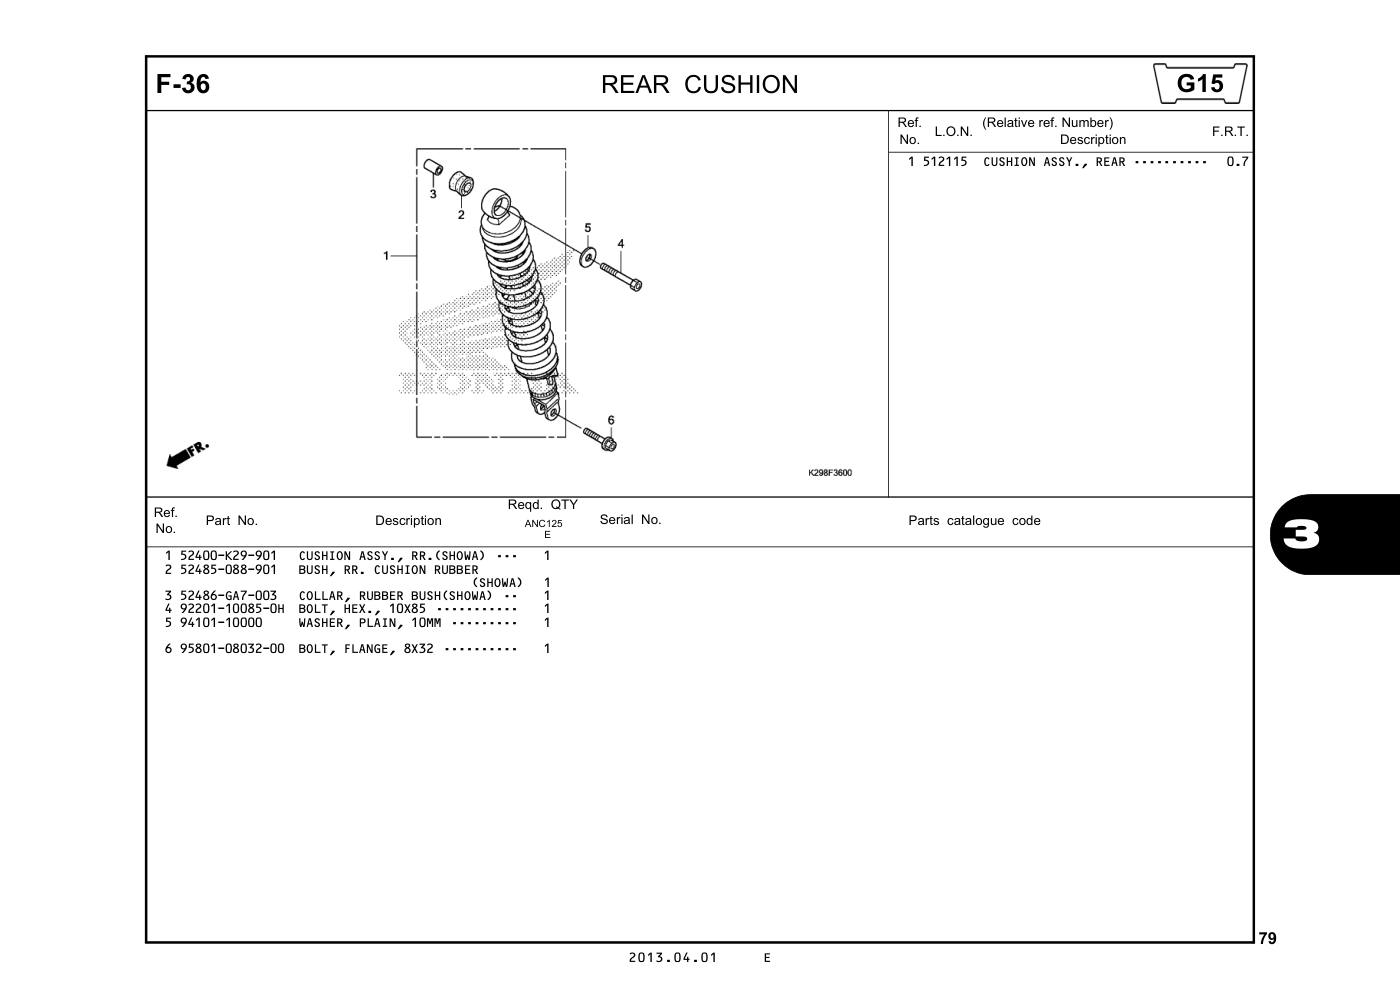 F-36 REAR CUSHION G15
Ref. No. L.O.N. (Relative ref. Number) Description F.R.T.
1 512115 CUSHION ASSY., REAR ---------- 0.7
3
2
5
4
1
HONDA
6
FR.
K298F3600
Ref. No. Part No. Description Reqd. QTY ANC125 E Serial No. Parts catalogue code
1 52400-K29-901 CUSHION ASSY., RR.(SHOWA) --- 1
2 52485-088-901 BUSH, RR. CUSHION RUBBER
(SHOWA) 1
3 52486-GA7-003 COLLAR, RUBBER BUSH(SHOWA) -- 1
4 92201-10085-0H BOLT, HEX., 10X85 ----------- 1
5 94101-10000 WASHER, PLAIN, 10MM --------- 1
6 95801-08032-00 BOLT, FLANGE, 8X32 ---------- 1
3
79
2013.04.01 E